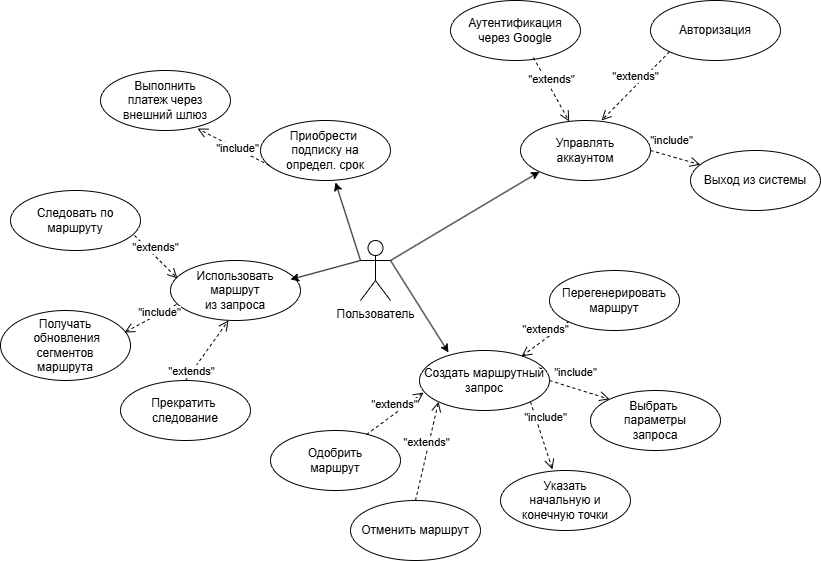 Аутентификация
через Google
Авторизация
"extends"
"extends"
Выполнить
платеж через
внешний шлюз
"include"
Приобрести
подписку на
определ. срок
Управлять
аккаунтом
"include"
Выход из системы
Следовать по
маршруту
"extends"
Использовать
маршрут
из запроса
Пользователь
"include"
Получать
обновления
сегментов
маршрута
"extends"
Прекратить
следование
Перегенерировать
маршрут
"extends"
Создать маршрутный
запрос
"include"
Выбрать
параметры
запроса
"extends"
"include"
Одобрить
маршрут
"extends"
Указать
начальную и
конечную точки
Отменить маршрут